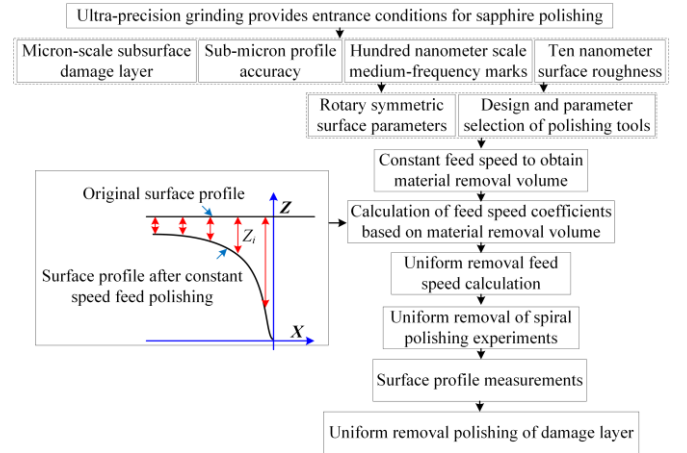 Ultra-precision grinding provides entrance conditions for sapphire polishing
Micron-scale subsurface
damage layer
Sub-micron profile
accuracy
Hundred nanometer scale
medium-frequency marks
Ten nanometer
surface roughness
Rotary symmetric
surface parameters
Design and parameter
selection of polishing tools
Constant feed speed to obtain
material removal volume
Original surface profile
Z
Z_i
Surface profile after constant
speed feed polishing
X
Calculation of feed speed coefficients
based on material removal volume
Uniform removal feed
speed calculation
Uniform removal of spiral
polishing experiments
Surface profile measurements
Uniform removal polishing of damage layer